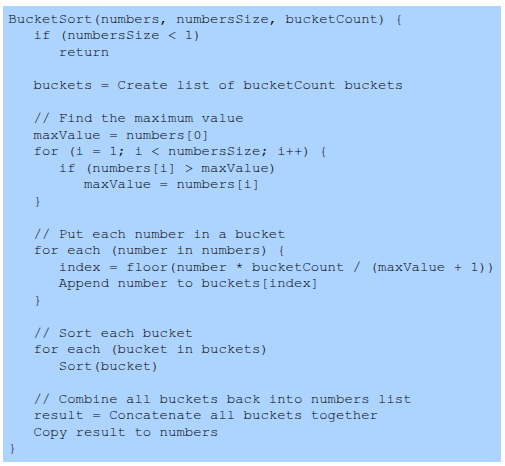 BucketSort(numbers, numbersSize, bucketCount) {
   if (numbersSize < 1)
      return

   buckets = Create list of bucketCount buckets

   // Find the maximum value
   maxValue = numbers[0]
   for (i = 1; i < numbersSize; i++) {
      if (numbers[i] > maxValue)
         maxValue = numbers[i]
   }

   // Put each number in a bucket
   for each (number in numbers) {
      index = floor(number * bucketCount / (maxValue + 1))
      Append number to buckets[index]
   }

   // Sort each bucket
   for each (bucket in buckets)
      Sort(bucket)

   // Combine all buckets back into numbers list
   result = Concatenate all buckets together
   Copy result to numbers
}